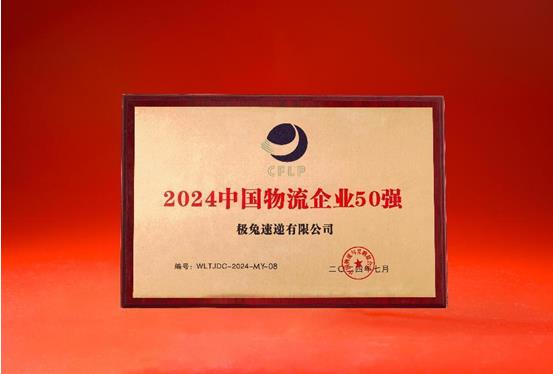 CFLP
2024中国物流企业50强
极兔速递有限公司
编号：WLTJDC-2024-MY-08
二〇二四年七月